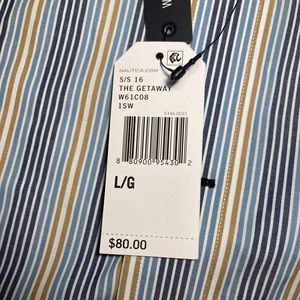 NAUTICA.COM
S/S 16
THE GETAWAY
W61C08
1SW
8 80900 95430 2
L/G
$80.00